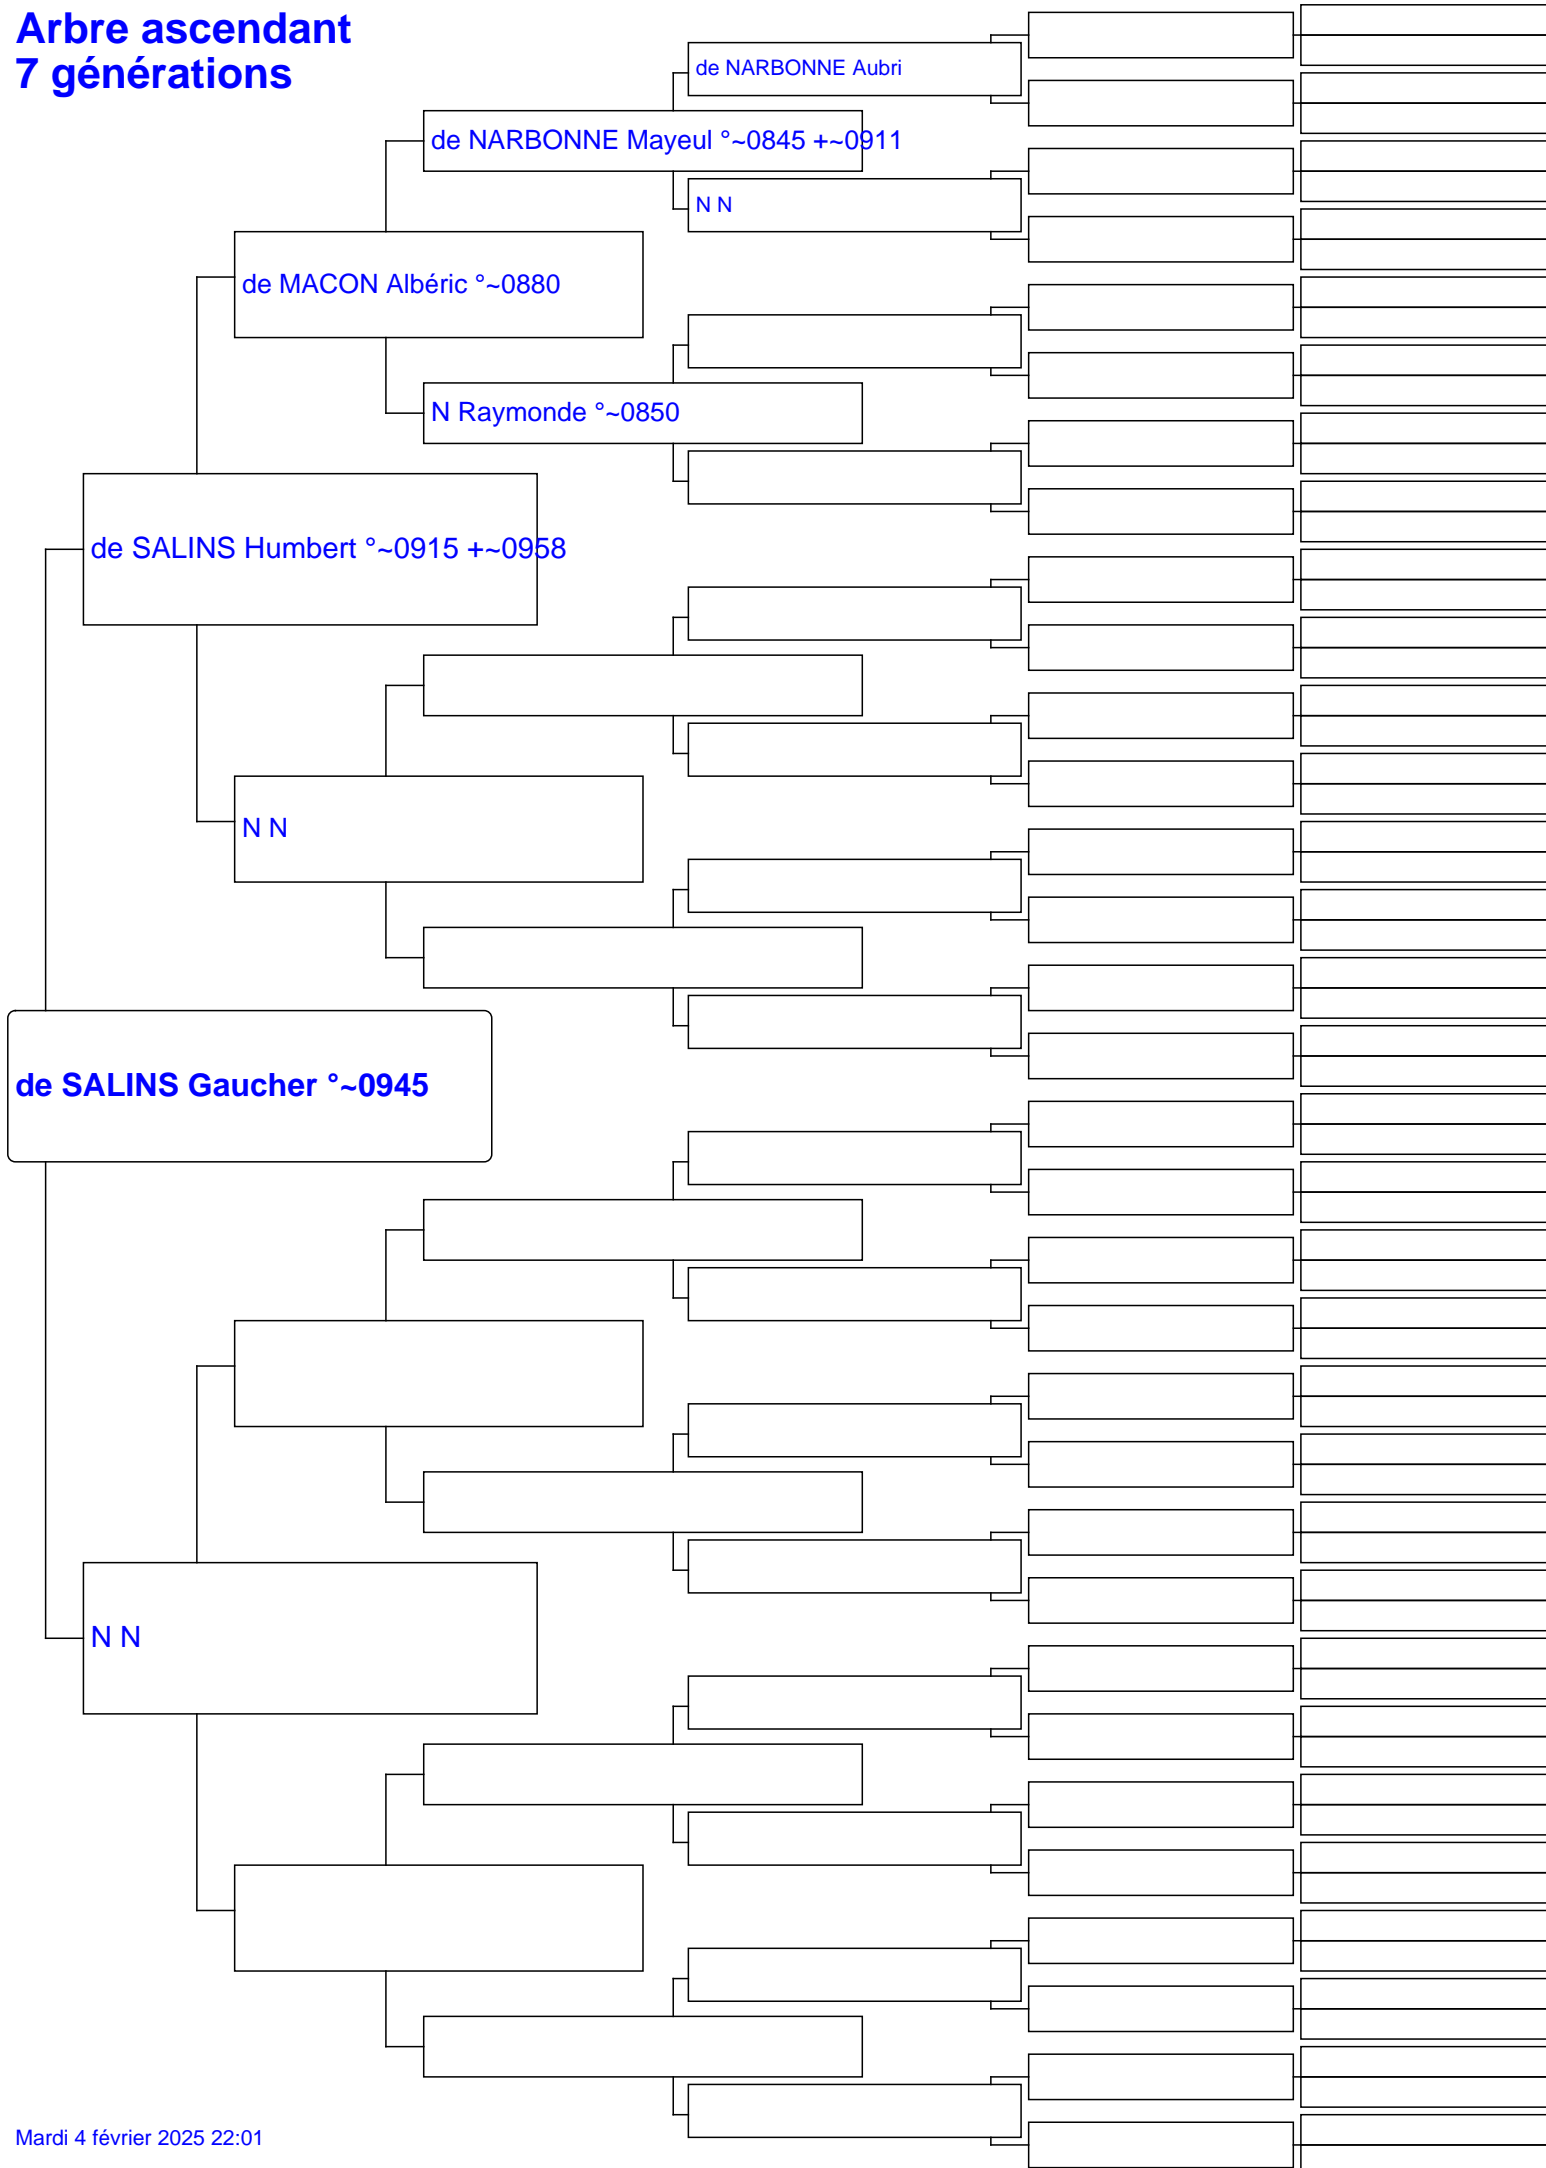 Arbre ascendant
7 générations
de NARBONNE Aubri
de NARBONNE Mayeul °~0845 +~0911
N N
de MACON Albéric °~0880
N Raymonde °~0850
de SALINS Humbert °~0915 +~0958
N N
de SALINS Gaucher °~0945
N N
Mardi 4 février 2025 22:01